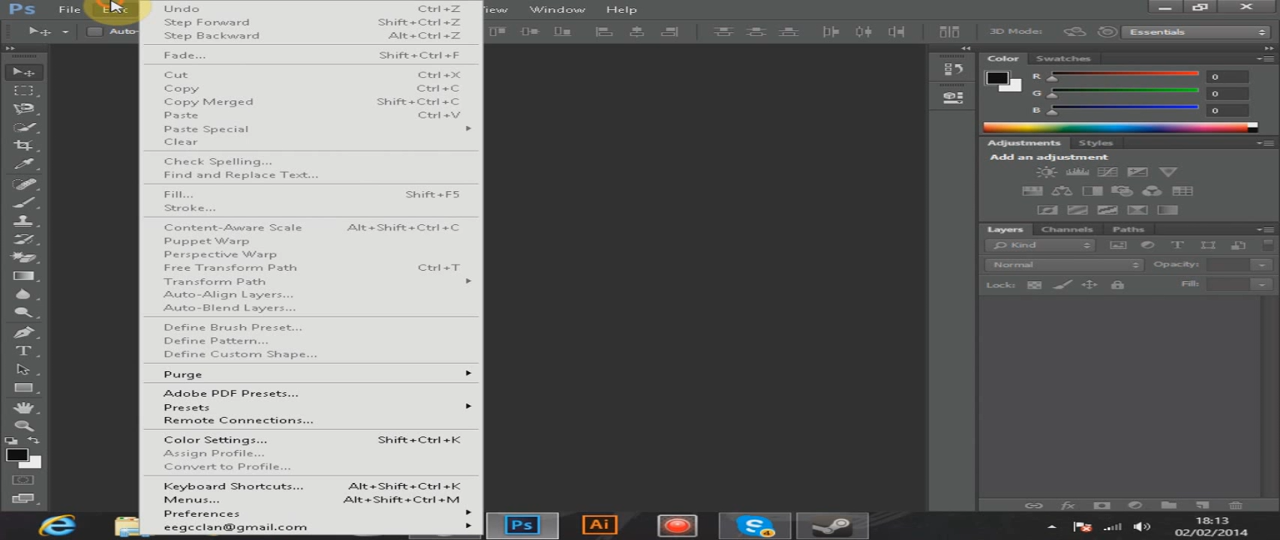 Ps File
View Window Help
Auto-
3D Mode: Essentials
Undo Ctrl+Z
Step Forward Shift+Ctrl+Z
Step Backward Alt+Ctrl+Z
Fade... Shift+Ctrl+F
Cut Ctrl+X
Copy Ctrl+C
Copy Merged Shift+Ctrl+C
Paste Ctrl+V
Paste Special
Clear
Check Spelling...
Find and Replace Text...
Fill... Shift+F5
Stroke...
Content-Aware Scale Alt+Shift+Ctrl+C
Puppet Warp
Perspective Warp
Free Transform Path Ctrl+T
Transform Path
Auto-Align Layers...
Auto-Blend Layers...
Define Brush Preset...
Define Pattern...
Define Custom Shape...
Purge
Adobe PDF Presets...
Presets
Remote Connections...
Color Settings... Shift+Ctrl+K
Assign Profile...
Convert to Profile...
Keyboard Shortcuts... Alt+Shift+Ctrl+K
Menus... Alt+Shift+Ctrl+M
Preferences
eegcclan@gmail.com
Color Swatches
R 0
G 0
B 0
Adjustments Styles
Add an adjustment
Layers Channels Paths
Kind
Normal Opacity:
Lock: Fill:
Ps Ai 4
18:13
02/02/2014